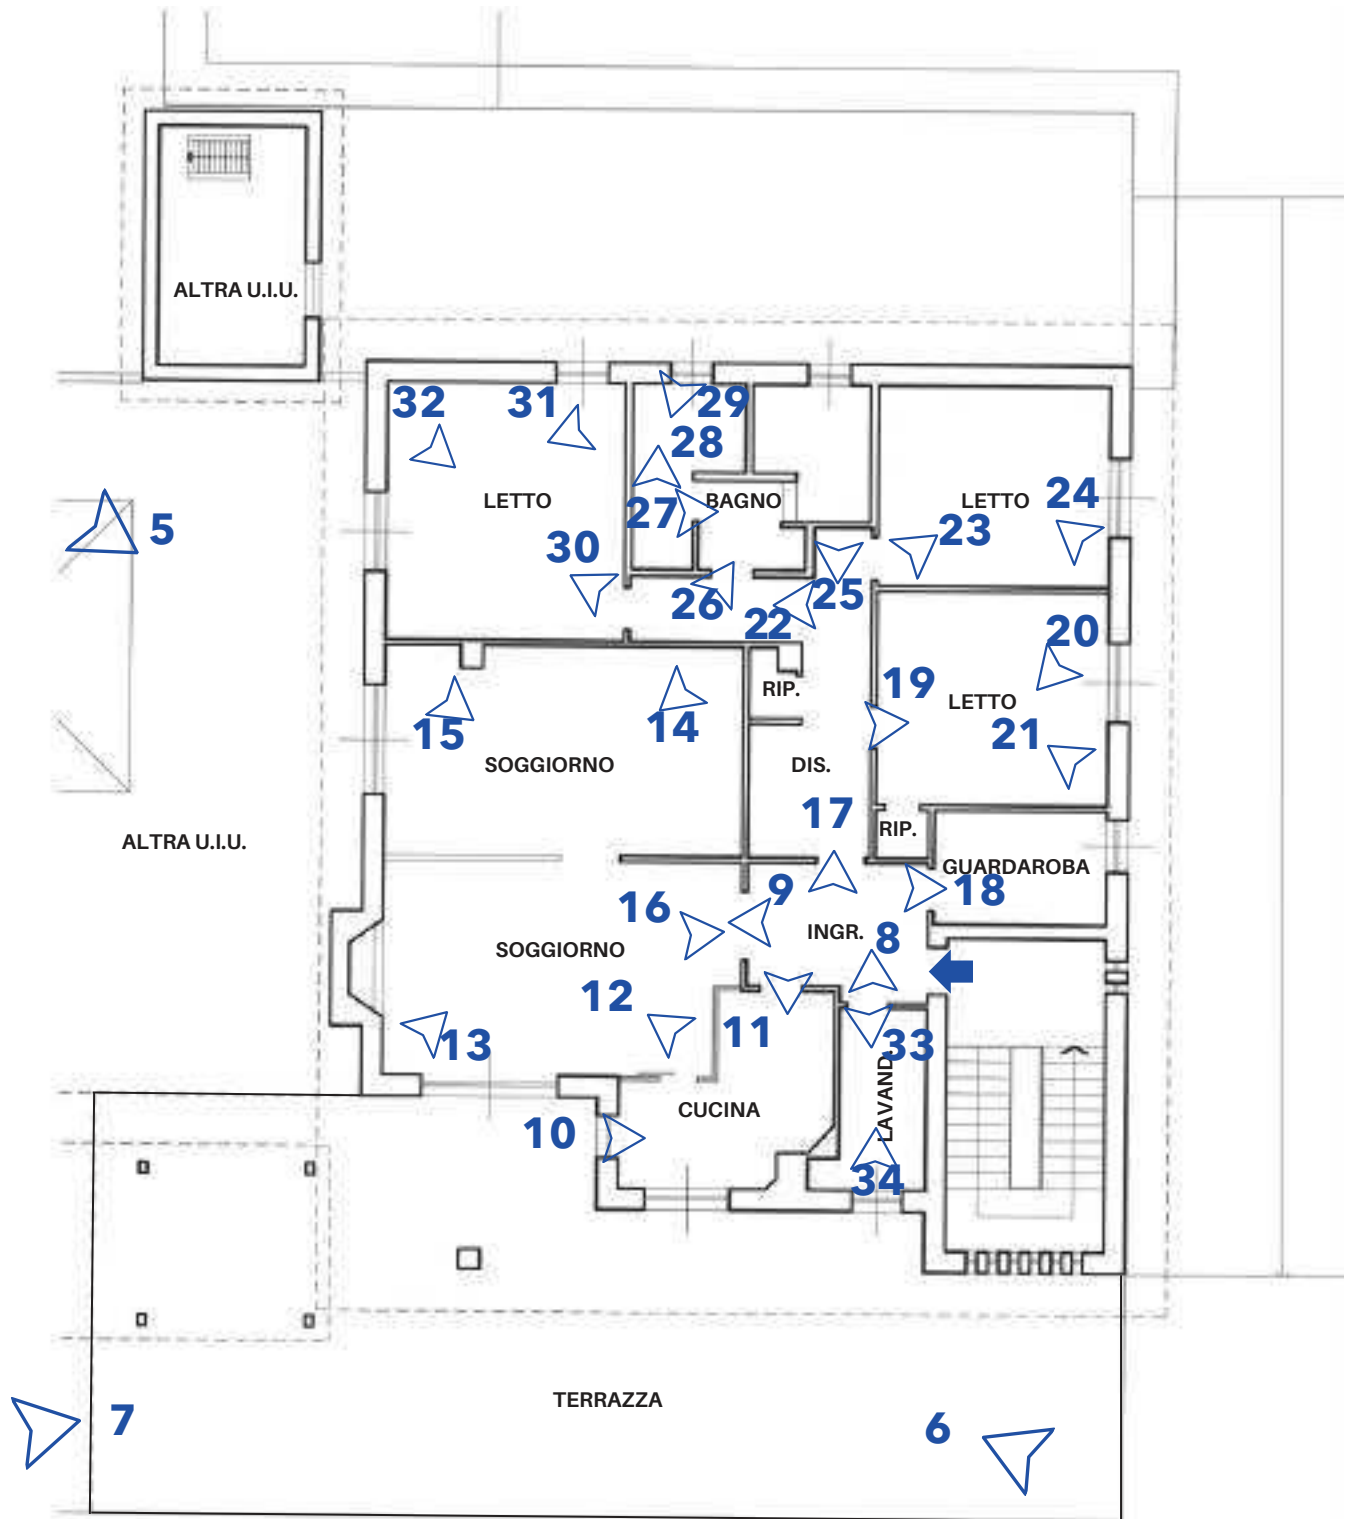 ALTRA U.I.U.
32
31
29
28
LETTO
27
BAGNO
LETTO
24
5
23
30
26
25
22
20
RIP.
19
LETTO
15
14
21
SOGGIORNO
DIS.
17
RIP.
ALTRA U.I.U.
GUARDAROBA
9
18
16
INGR.
8
SOGGIORNO
12
11
33
13
LAVAND.
CUCINA
10
34
TERRAZZA
7
6